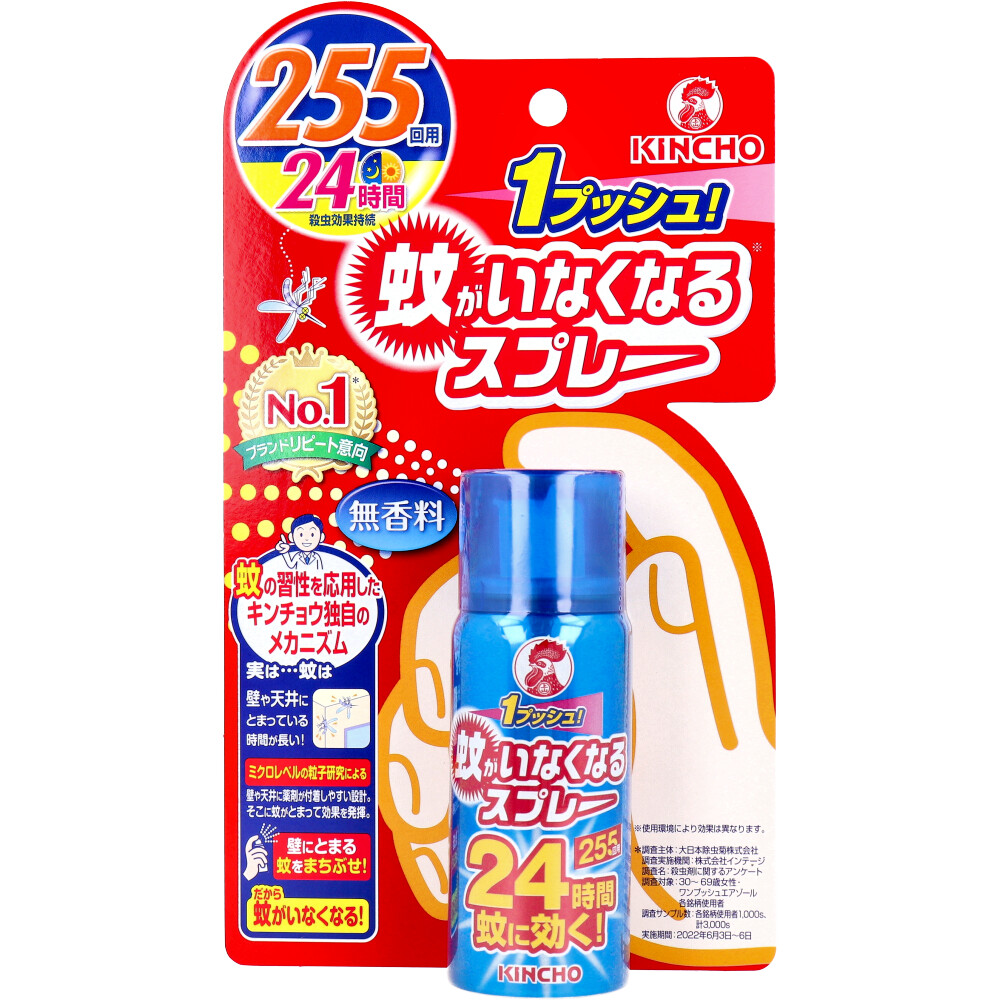 255回用
24時間
殺虫効果持続
KINCHO
1プッシュ!
蚊がいなくなる※
スプレー
No.1*
ブランドリピート意向
無香料
蚊の習性を応用した
キンチョウ独自の
メカニズム
実は…蚊は
壁や天井に
とまっている
時間が長い!
ミクロレベルの粒子研究による
壁や天井に薬剤が付着しやすい設計。
そこに蚊がとまって効果を発揮。
壁にとまる
蚊をまちぶせ!
だから
蚊がいなくなる!
1プッシュ!
蚊がいなくなる
スプレー
255回用
24時間
蚊に効く!
KINCHO
※使用環境により効果は異なります。
*調査主体:大日本除虫菊株式会社
調査実施機関:株式会社インテージ
調査名:殺虫剤に関するアンケート
調査対象:30~69歳女性・
ワンプッシュエアゾール
各銘柄使用者
調査サンプル数:各銘柄使用者1,000s、
計3,000s
実施期間:2022年6月3日~6日